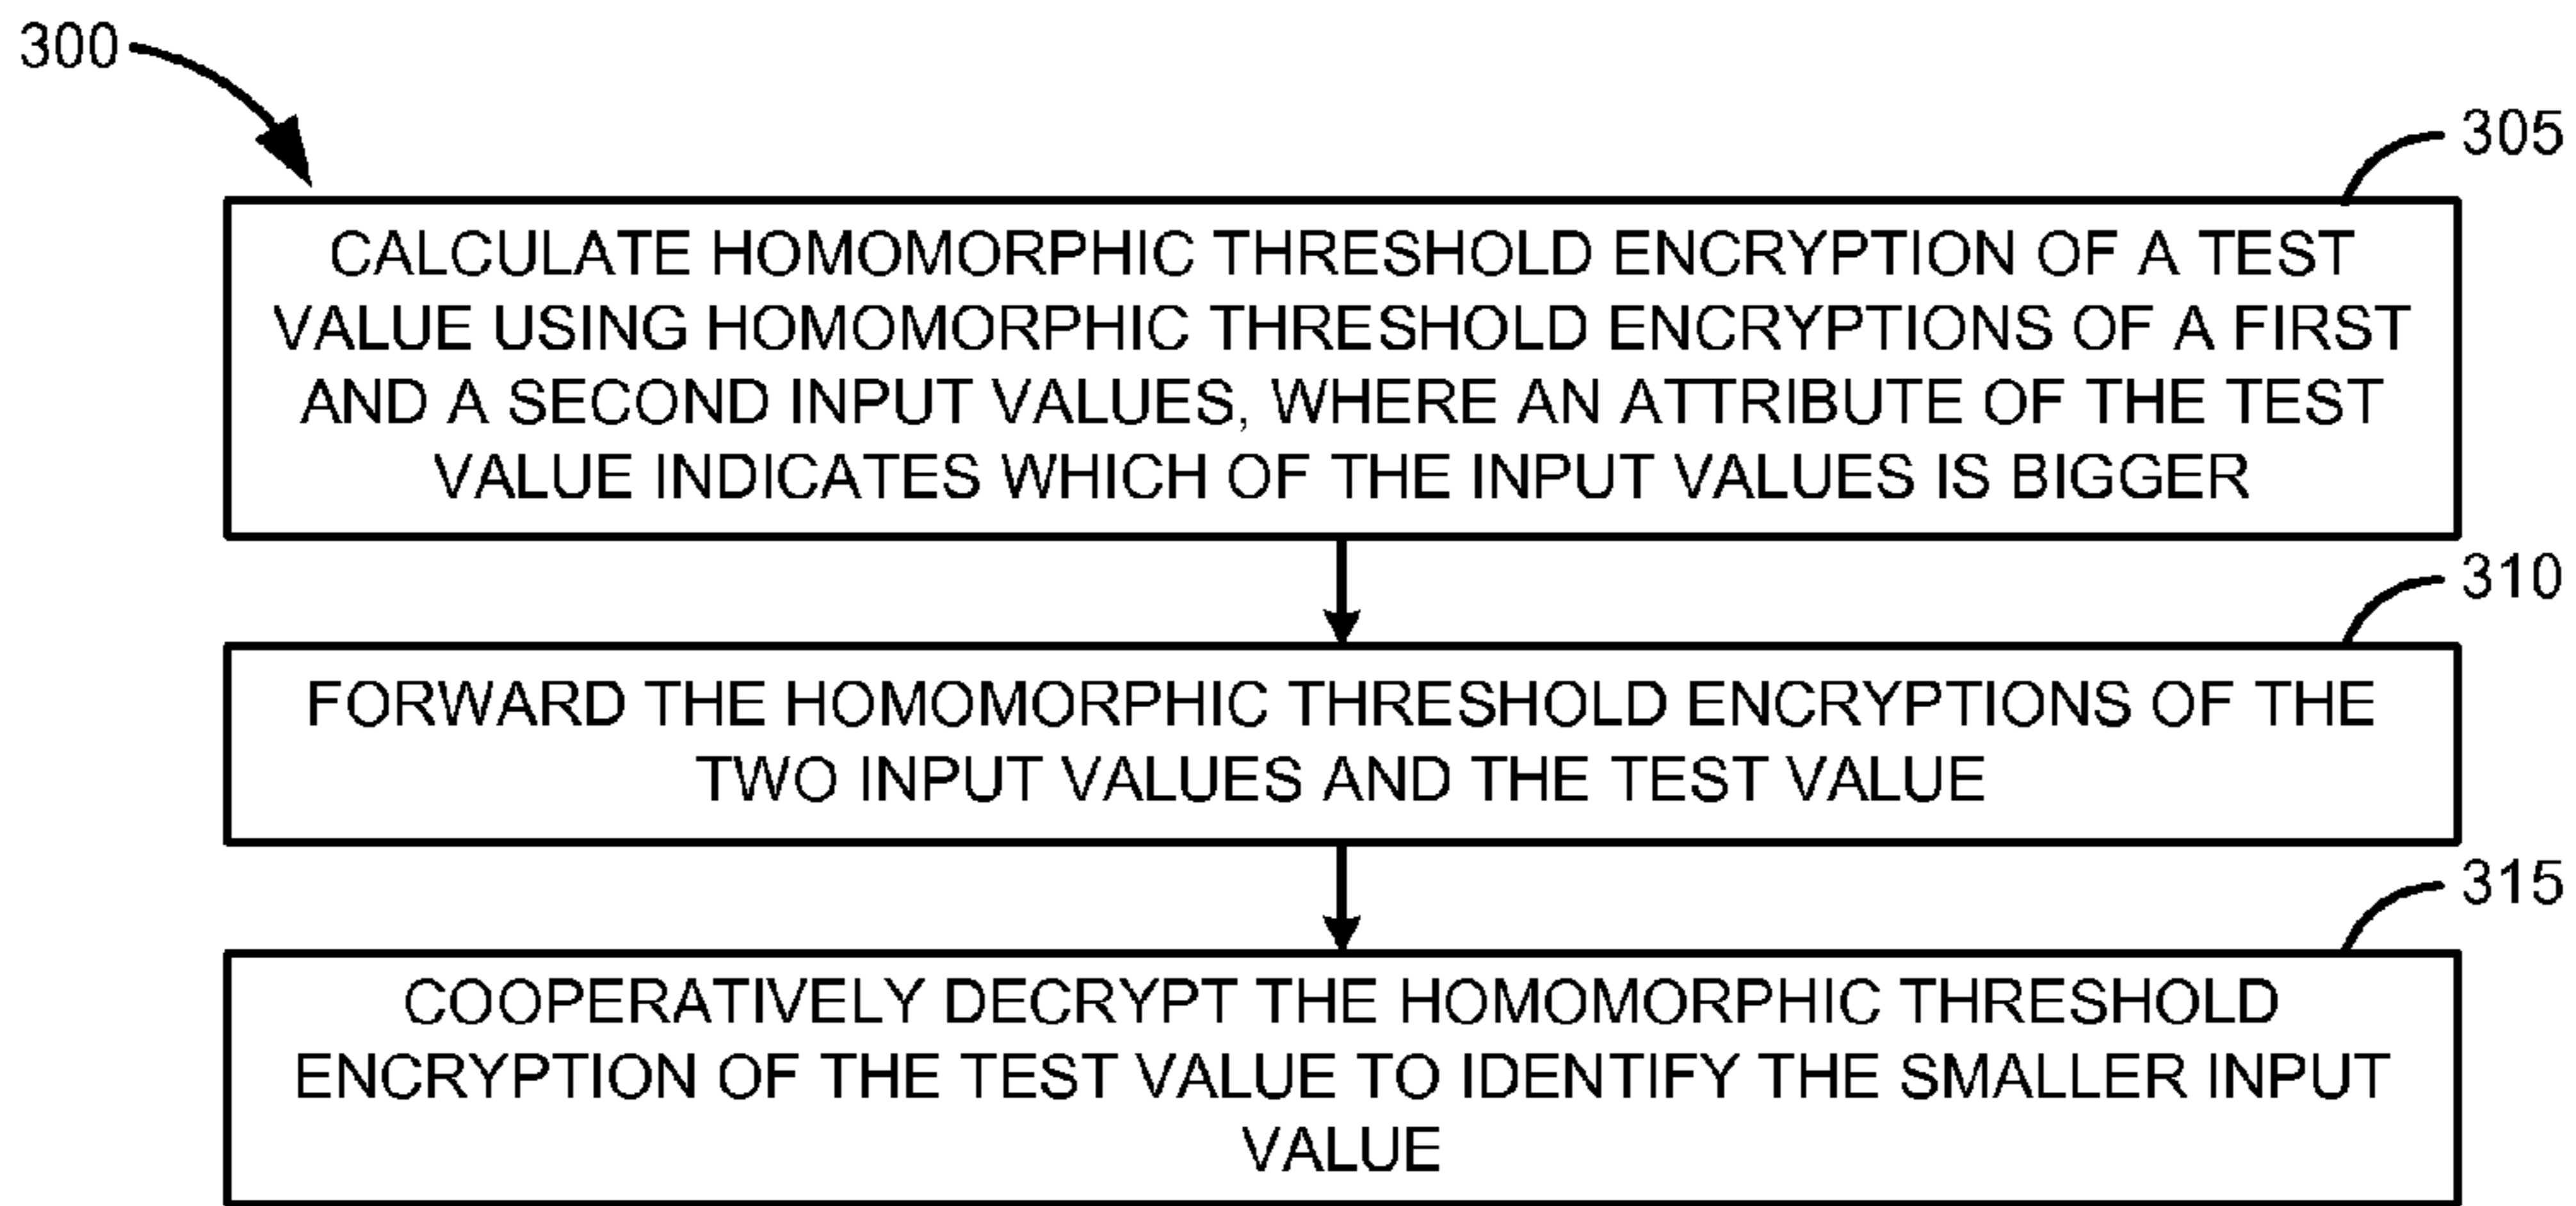 300
305
CALCULATE HOMOMORPHIC THRESHOLD ENCRYPTION OF A TEST
VALUE USING HOMOMORPHIC THRESHOLD ENCRYPTIONS OF A FIRST
AND A SECOND INPUT VALUES, WHERE AN ATTRIBUTE OF THE TEST
VALUE INDICATES WHICH OF THE INPUT VALUES IS BIGGER
310
FORWARD THE HOMOMORPHIC THRESHOLD ENCRYPTIONS OF THE
TWO INPUT VALUES AND THE TEST VALUE
315
COOPERATIVELY DECRYPT THE HOMOMORPHIC THRESHOLD
ENCRYPTION OF THE TEST VALUE TO IDENTIFY THE SMALLER INPUT
VALUE